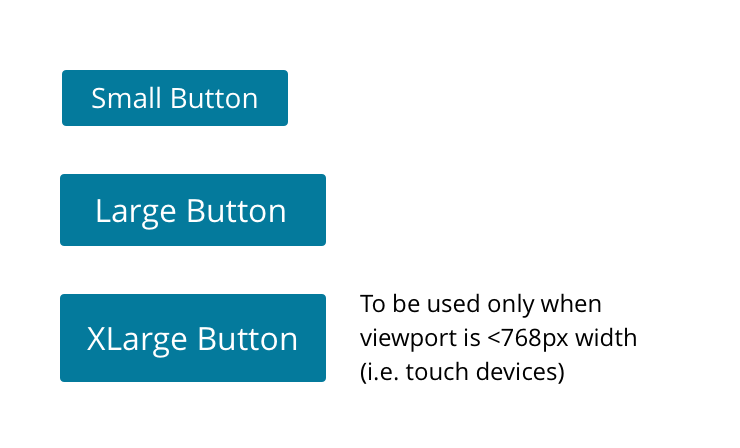 Small Button
Large Button
XLarge Button
To be used only when
viewport is <768px width
(i.e. touch devices)